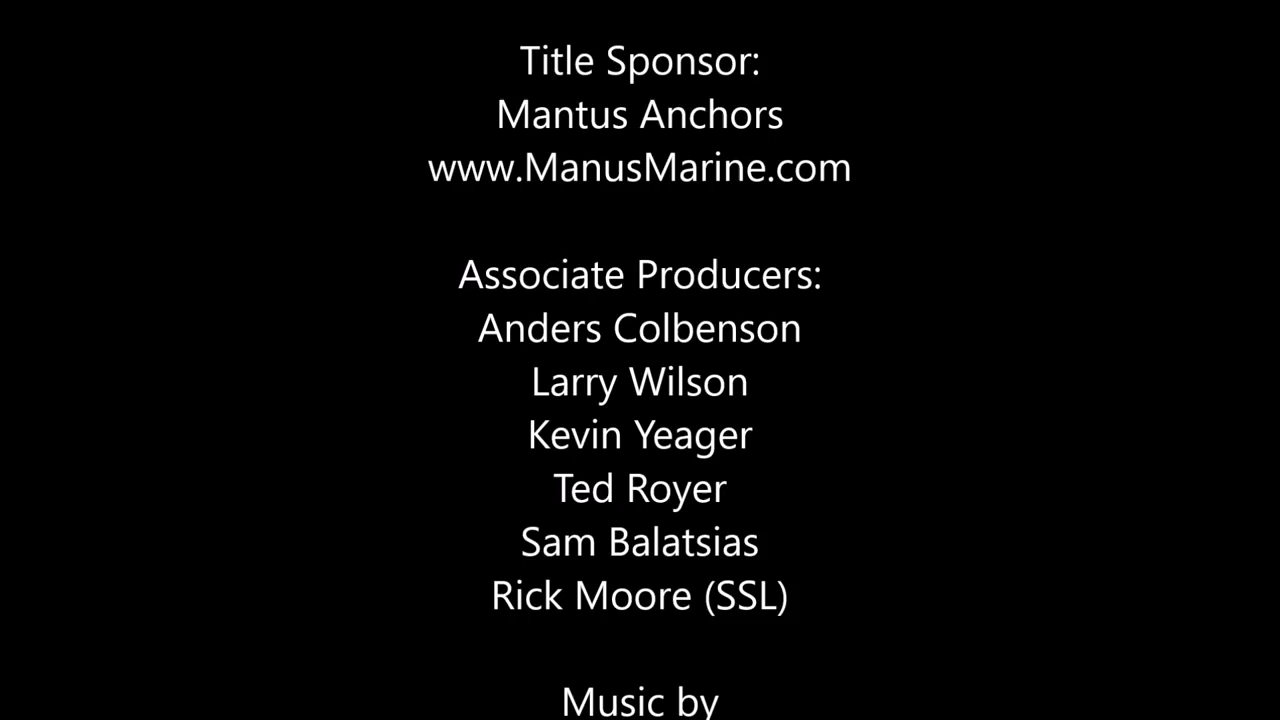 Title Sponsor:
Mantus Anchors
www.ManusMarine.com
Associate Producers:
Anders Colbenson
Larry Wilson
Kevin Yeager
Ted Royer
Sam Balatsias
Rick Moore (SSL)
Music by